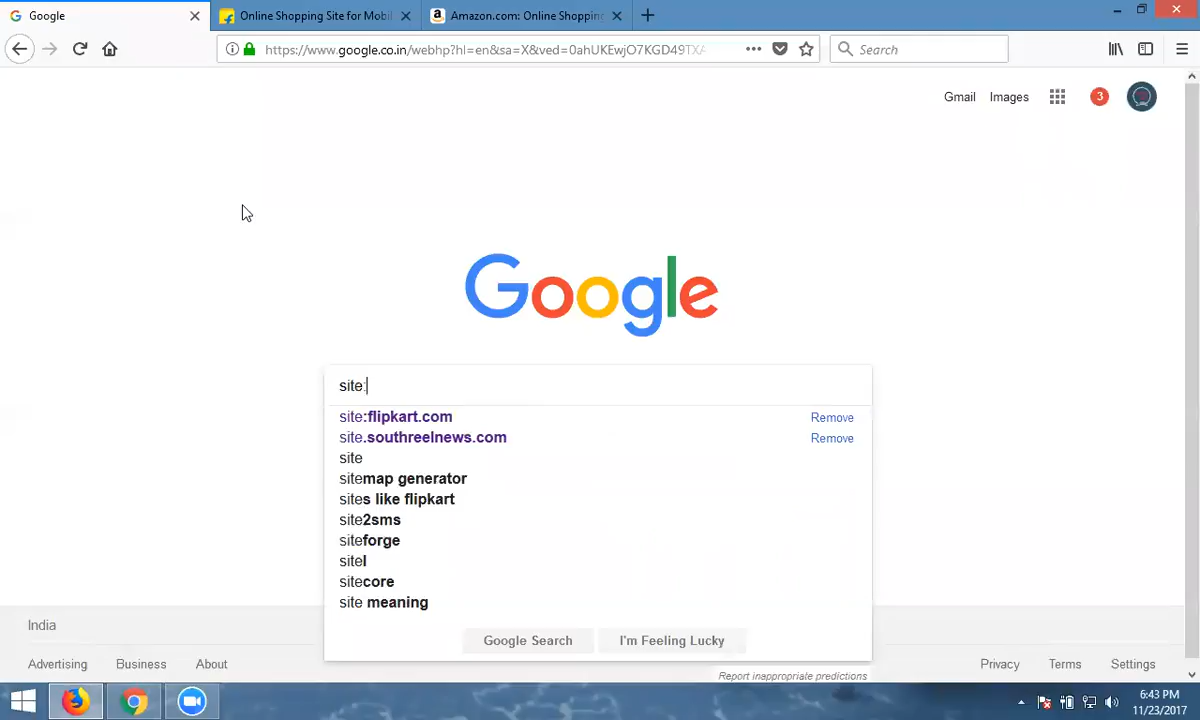 Google
Online Shopping Site for Mobil
Amazon.com: Online Shopping
https://www.google.co.in/webhp?hl=en&sa=X&ved=0ahUKEwjO7KGD49TXA
Search
Gmail
Images
3
Google
site:
site:flipkart.com
Remove
site.southreelnews.com
Remove
site
sitemap generator
sites like flipkart
site2sms
siteforge
sitel
sitecore
site meaning
Google Search
I'm Feeling Lucky
India
Advertising
Business
About
Report inappropriate predictions
Privacy
Terms
Settings
6:43 PM
11/23/2017